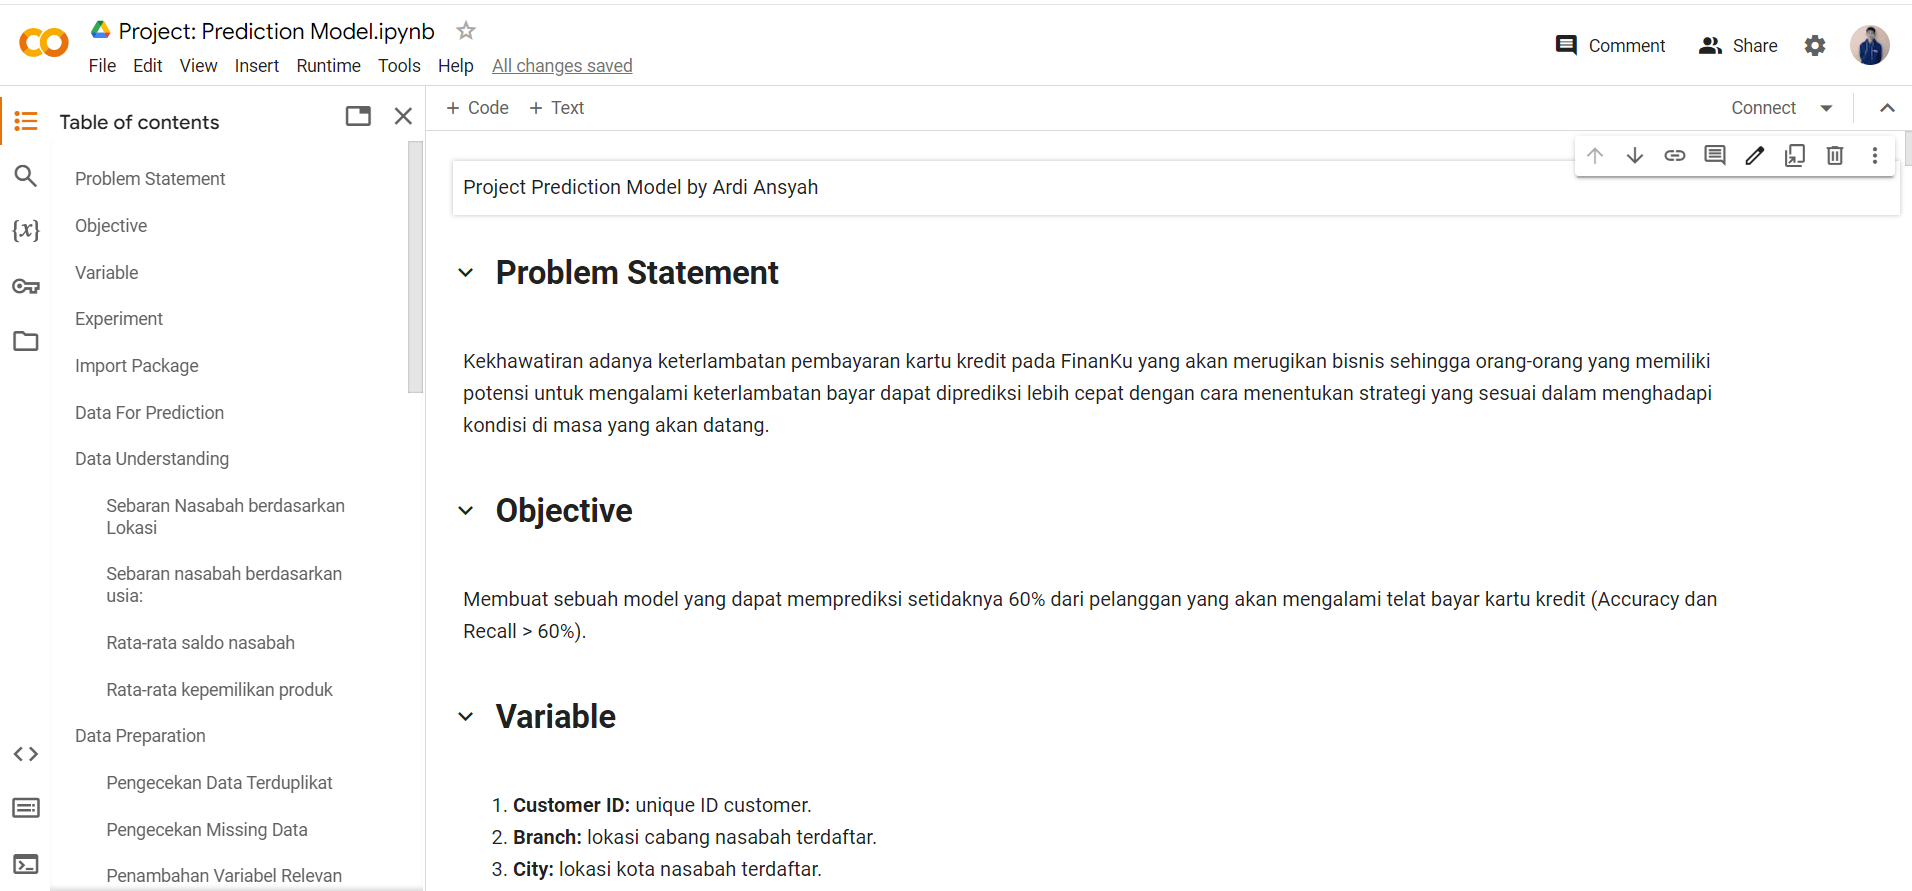 Project: Prediction Model.ipynb
File Edit View Insert Runtime Tools Help All changes saved
Comment Share
Table of contents
Problem Statement
Objective
Variable
Experiment
Import Package
Data For Prediction
Data Understanding
Sebaran Nasabah berdasarkan
Lokasi
Sebaran nasabah berdasarkan
usia:
Rata-rata saldo nasabah
Rata-rata kepemilikan produk
Data Preparation
Pengecekan Data Terduplikat
Pengecekan Missing Data
Penambahan Variabel Relevan
+ Code + Text
Connect
Project Prediction Model by Ardi Ansyah
Problem Statement
Kekhawatiran adanya keterlambatan pembayaran kartu kredit pada FinanKu yang akan merugikan bisnis sehingga orang-orang yang memiliki
potensi untuk mengalami keterlambatan bayar dapat diprediksi lebih cepat dengan cara menentukan strategi yang sesuai dalam menghadapi
kondisi di masa yang akan datang.
Objective
Membuat sebuah model yang dapat memprediksi setidaknya 60% dari pelanggan yang akan mengalami telat bayar kartu kredit (Accuracy dan
Recall > 60%).
Variable
1. Customer ID: unique ID customer.
2. Branch: lokasi cabang nasabah terdaftar.
3. City: lokasi kota nasabah terdaftar.